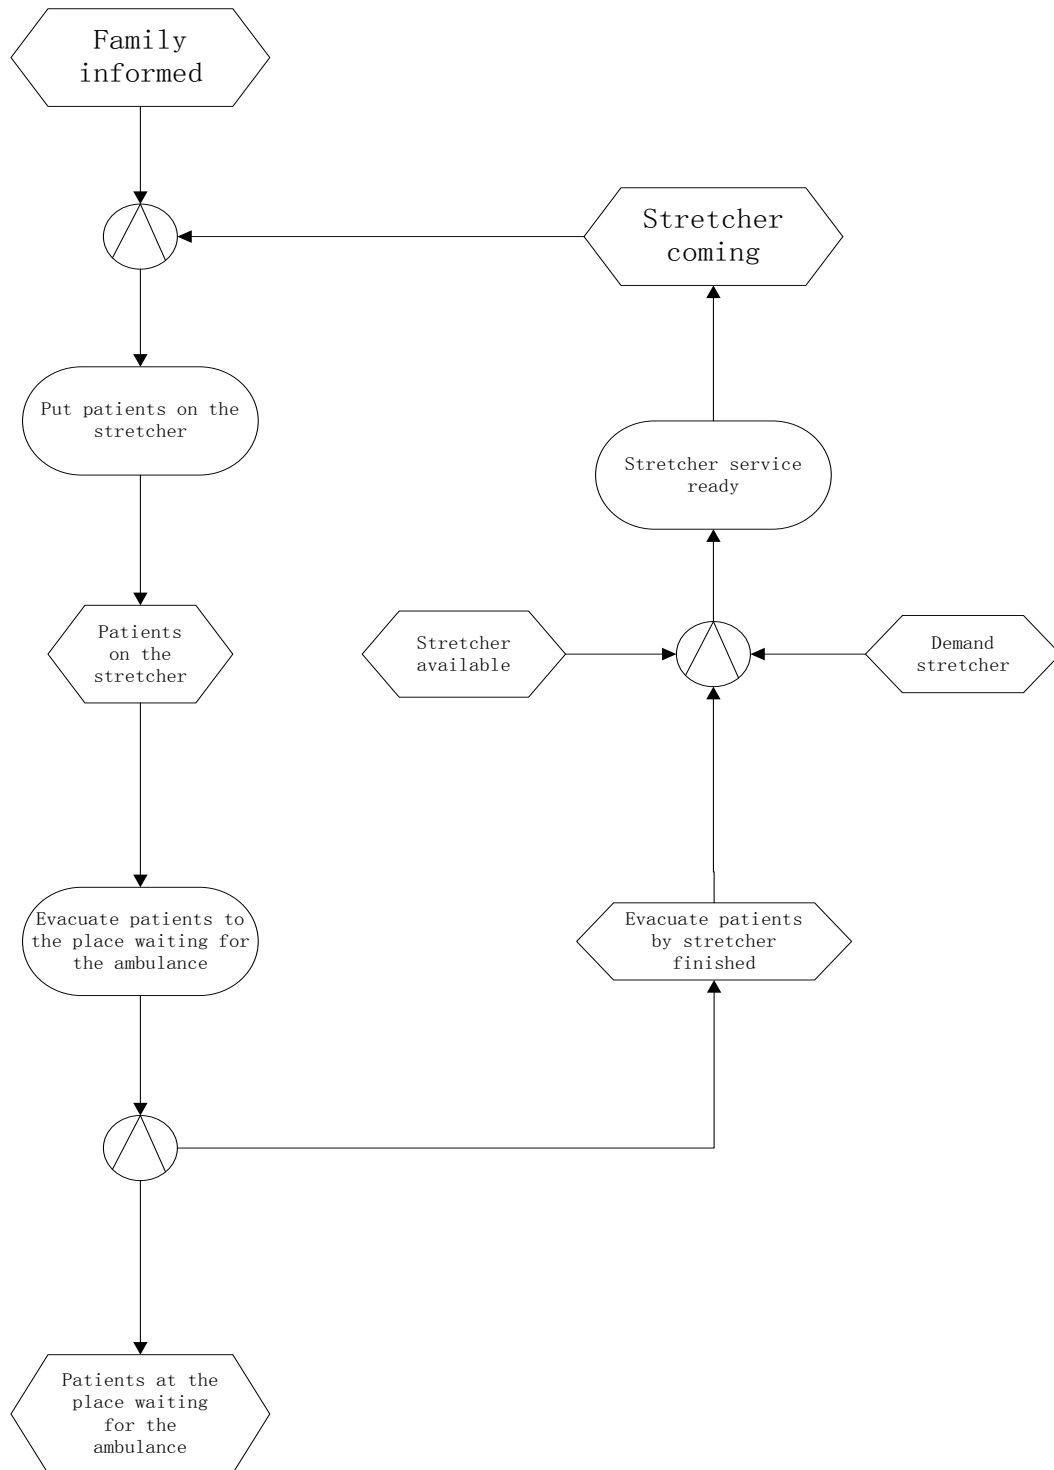 Family
informed
Stretcher
coming
Put patients on the
stretcher
Stretcher service
ready
Patients
on the
stretcher
Stretcher
available
Demand
stretcher
Evacuate patients to
the place waiting for
the ambulance
Evacuate patients
by stretcher
finished
Patients at the
place waiting
for the
ambulance